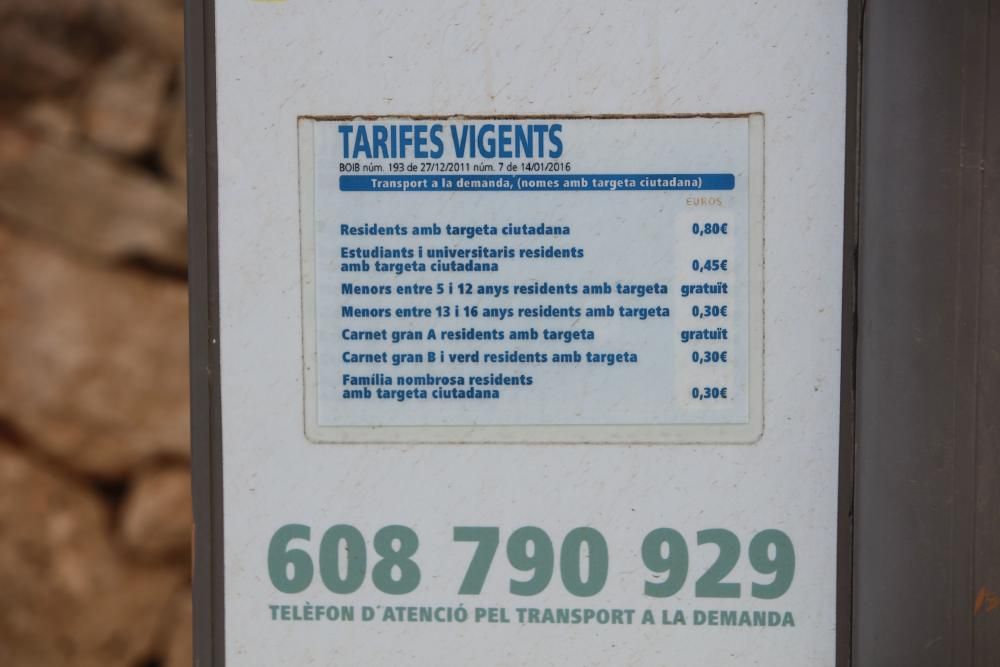 TARIFES VIGENTS
BOIB núm. 193 de 27/12/2011 núm. 7 de 14/01/2016
Transport a la demanda, (nomes amb targeta ciutadana)
EUROS
Residents amb targeta ciutadana 0,80€
Estudiants i universitaris residents
amb targeta ciutadana 0,45€
Menors entre 5 i 12 anys residents amb targeta gratuït
Menors entre 13 i 16 anys residents amb targeta 0,30€
Carnet gran A residents amb targeta gratuït
Carnet gran B i verd residents amb targeta 0,30€
Família nombrosa residents
amb targeta ciutadana 0,30€
608 790 929
TELÈFON D´ATENCIÓ PEL TRANSPORT A LA DEMANDA